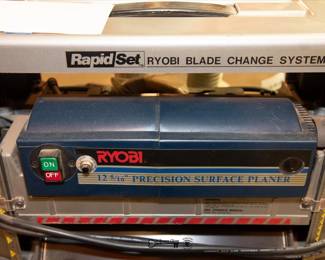 RapidSet RYOBI BLADE CHANGE SYSTEM
ON
OFF
RYOBI
12 5/16" PRECISION SURFACE PLANER